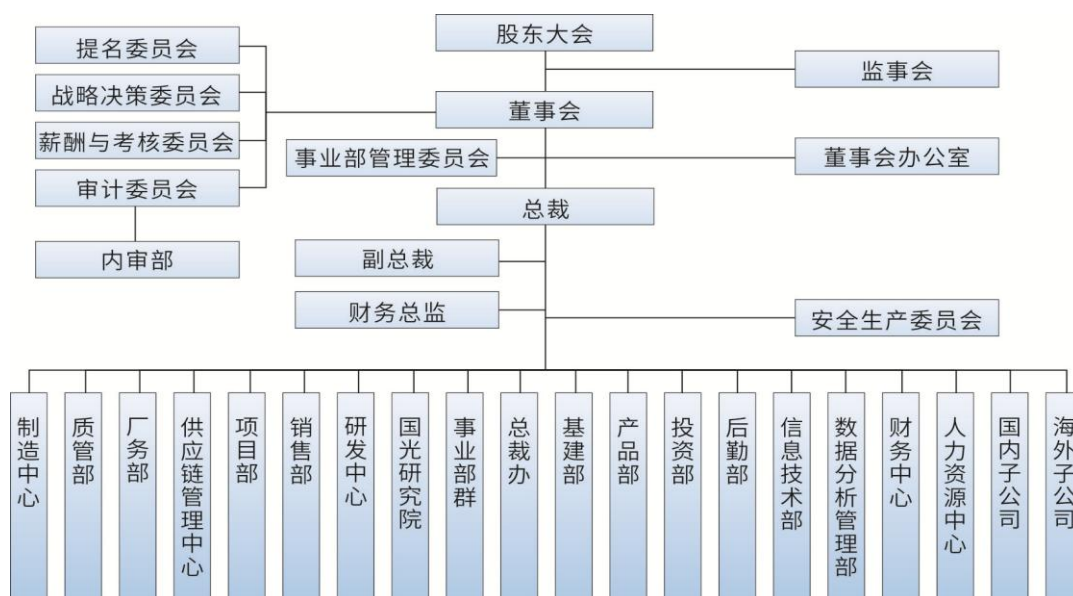 股东大会
提名委员会
监事会
战略决策委员会
董事会
薪酬与考核委员会
事业部管理委员会
董事会办公室
审计委员会
总裁
内审部
副总裁
财务总监
安全生产委员会
制造中心
质管部
厂务部
供应链管理中心
项目部
销售部
研发中心
国光研究院
事业部群
总裁办
基建部
产品部
投资部
后勤部
信息技术部
数据分析管理部
财务中心
人力资源中心
国内子公司
海外子公司